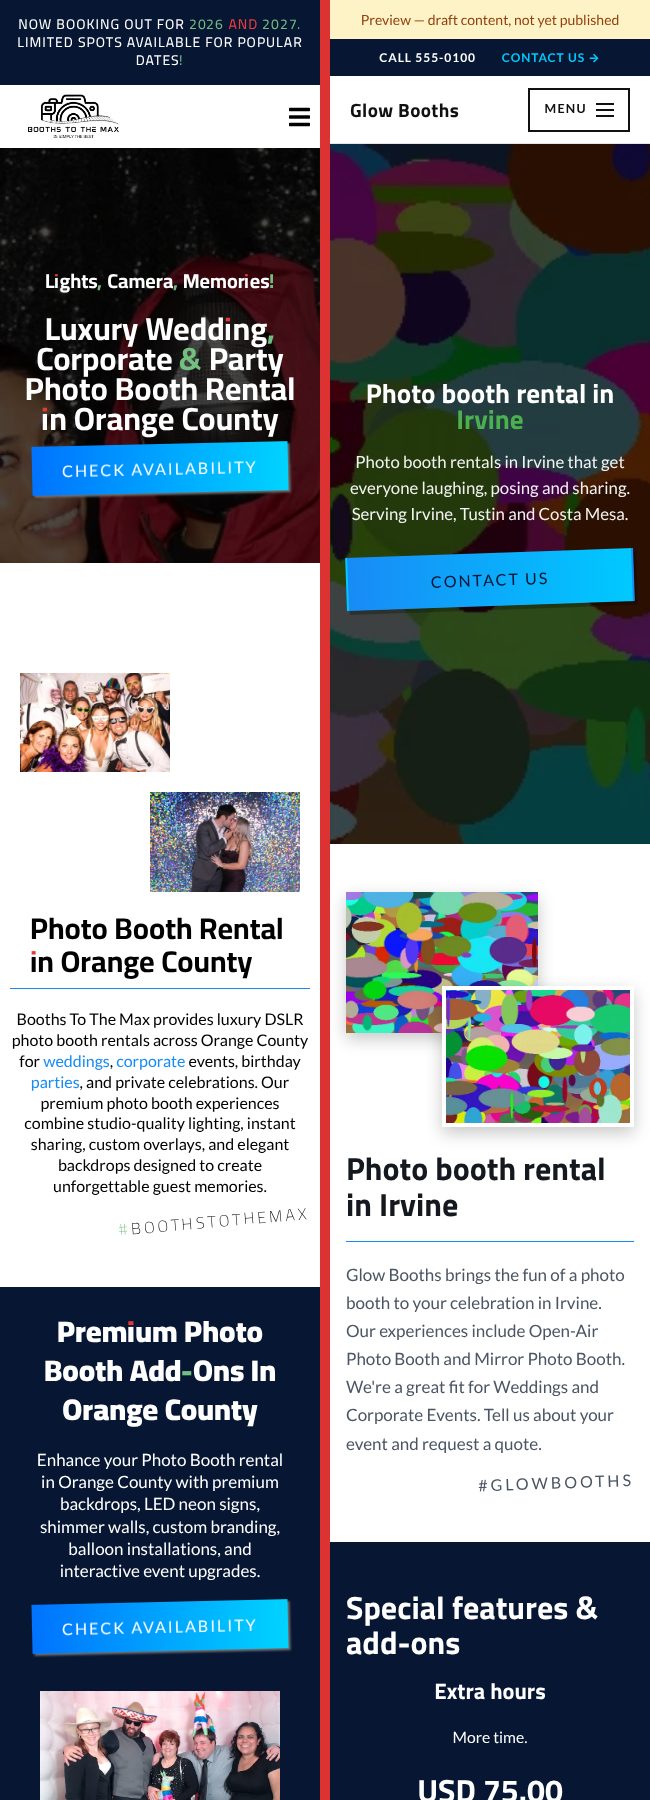 NOW BOOKING OUT FOR 2026 AND 2027.
LIMITED SPOTS AVAILABLE FOR POPULAR
DATES!
BOOTHS TO THE MAX
Lights, Camera, Memories!
Luxury Wedding,
Corporate & Party
Photo Booth Rental
in Orange County
CHECK AVAILABILITY
Photo Booth Rental
in Orange County
Booths To The Max provides luxury DSLR
photo booth rentals across Orange County
for weddings, corporate events, birthday
parties, and private celebrations. Our
premium photo booth experiences
combine studio-quality lighting, instant
sharing, custom overlays, and elegant
backdrops designed to create
unforgettable guest memories.
#BOOTHSTOTHEMAX
Premium Photo
Booth Add-Ons In
Orange County
Enhance your Photo Booth rental
in Orange County with premium
backdrops, LED neon signs,
shimmer walls, custom branding,
balloon installations, and
interactive event upgrades.
CHECK AVAILABILITY
Preview — draft content, not yet published
CALL 555-0100 CONTACT US →
Glow Booths
MENU
Photo booth rental in
Irvine
Photo booth rentals in Irvine that get
everyone laughing, posing and sharing.
Serving Irvine, Tustin and Costa Mesa.
CONTACT US
Photo booth rental
in Irvine
Glow Booths brings the fun of a photo
booth to your celebration in Irvine.
Our experiences include Open-Air
Photo Booth and Mirror Photo Booth.
We're a great fit for Weddings and
Corporate Events. Tell us about your
event and request a quote.
#GLOWBOOTHS
Special features &
add-ons
Extra hours
More time.
USD 75.00